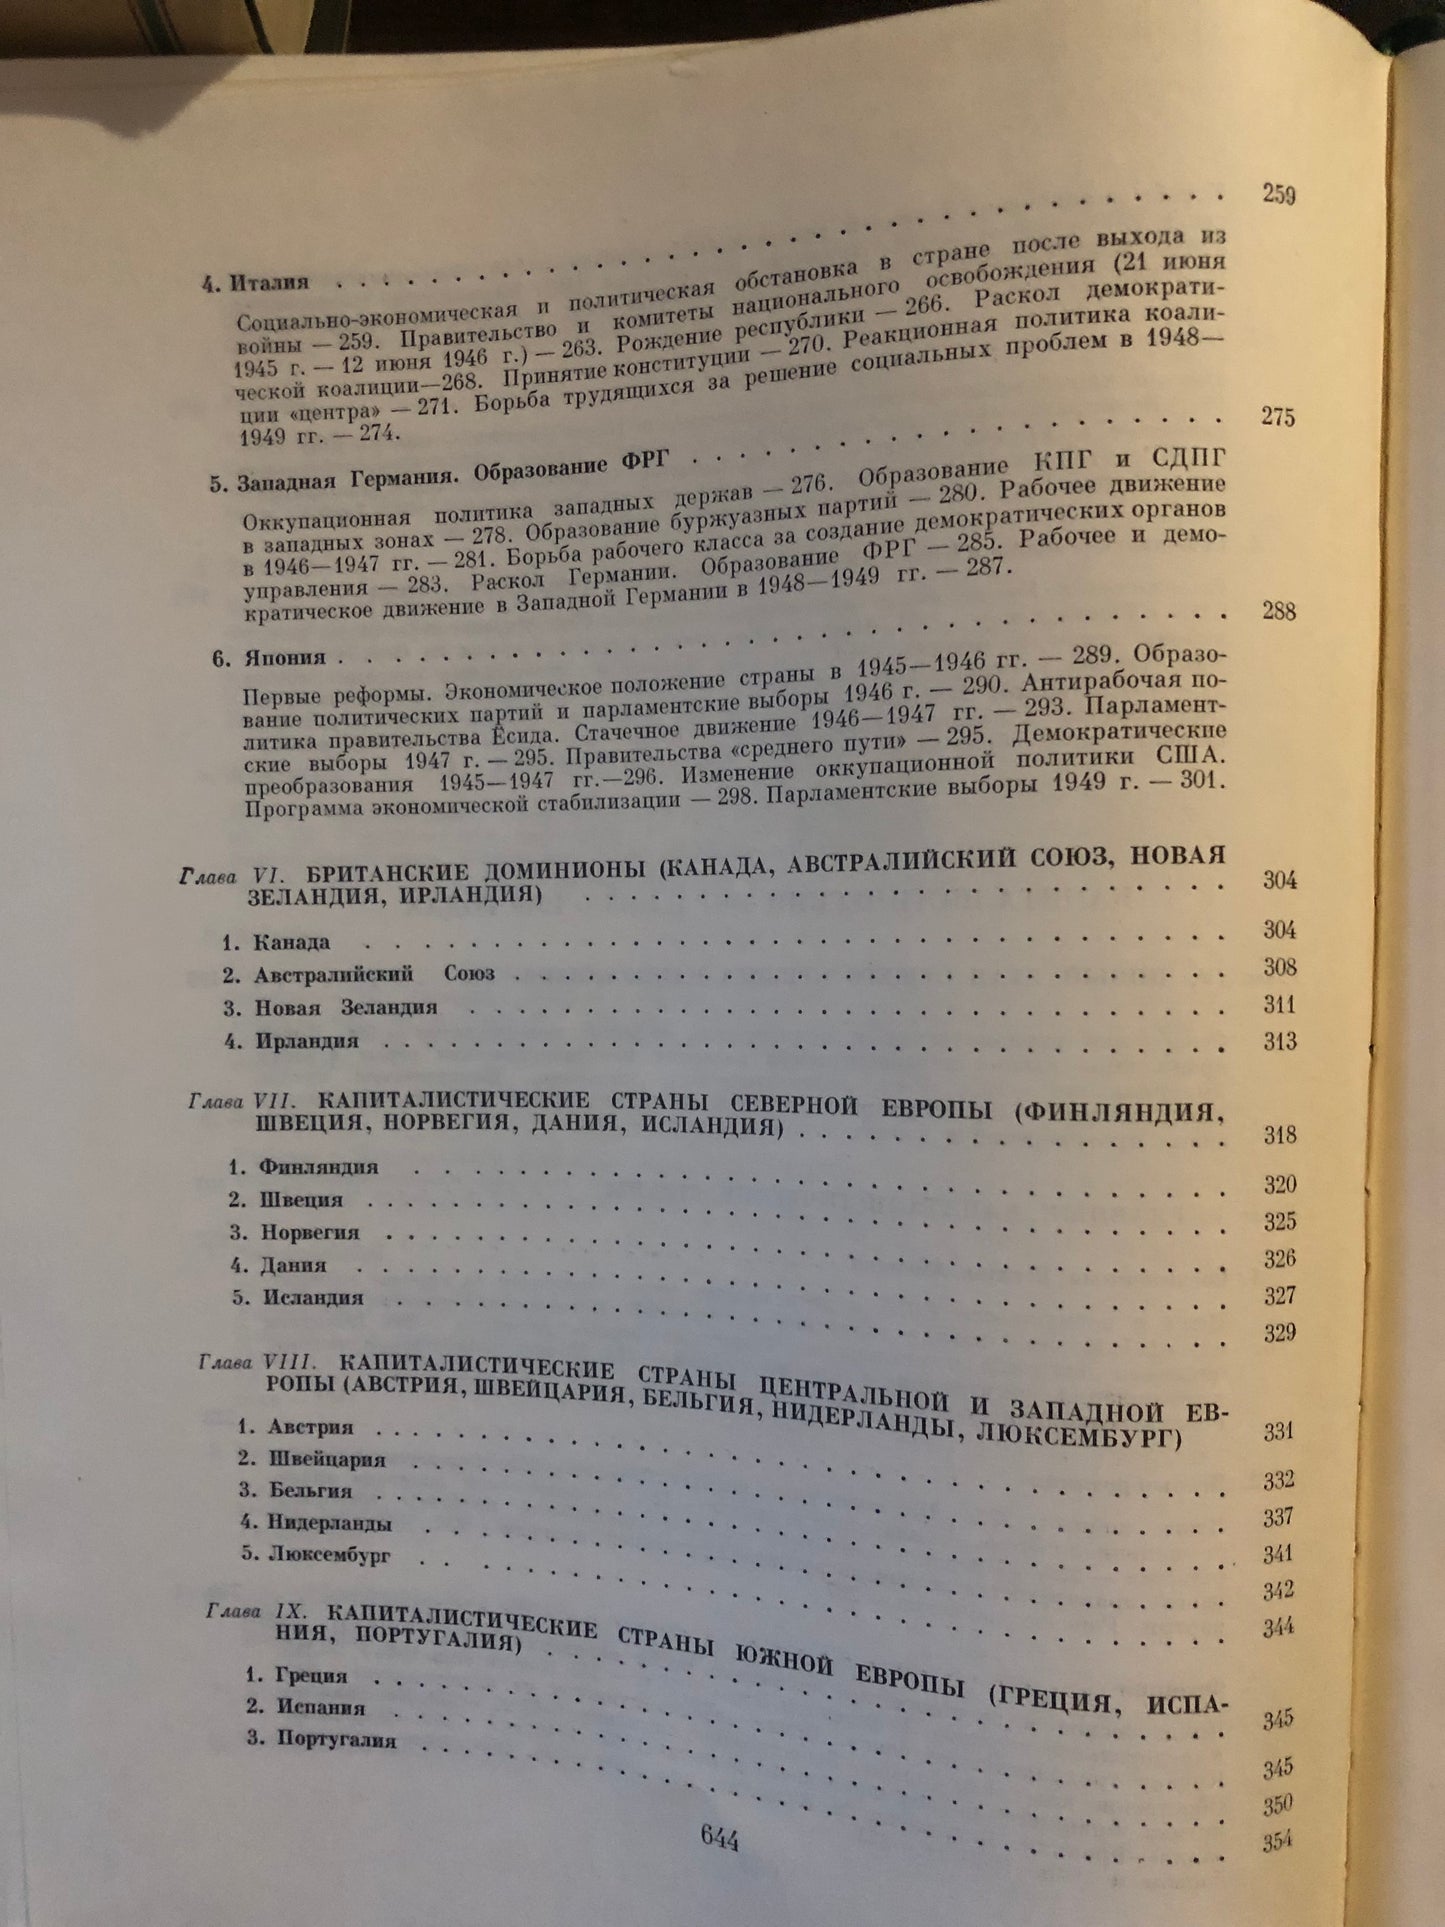 4. Италия . . . . . . . . . . . . . . . . . . . . . . . . . . . . . 259
Социально-экономическая и политическая обстановка в стране после выхода из
войны — 259. Правительство и комитеты национального освобождения (21 июня
1945 г. — 12 июня 1946 г.) — 263. Рождение республики — 266. Раскол демократи-
ческой коалиции—268. Принятие конституции — 270. Реакционная политика коали-
ции «центра» — 271. Борьба трудящихся за решение социальных проблем в 1948—
1949 гг. — 274.
5. Западная Германия. Образование ФРГ . . . . . . . . . . . . . . . . 275
Оккупационная политика западных держав — 276. Образование КПГ и СДПГ
в западных зонах — 278. Образование буржуазных партий — 280. Рабочее движение
в 1946—1947 гг. — 281. Борьба рабочего класса за создание демократических органов
управления — 283. Раскол Германии. Образование ФРГ — 285. Рабочее и демо-
кратическое движение в Западной Германии в 1948—1949 гг. — 287.
6. Япония . . . . . . . . . . . . . . . . . . . . . . . . . . . . . 288
Первые реформы. Экономическое положение страны в 1945—1946 гг. — 289. Образо-
вание политических партий и парламентские выборы 1946 г. — 290. Антирабочая по-
литика правительства Ёсида. Стачечное движение 1946—1947 гг. — 293. Парламент-
ские выборы 1947 г. — 295. Правительства «среднего пути» — 295. Демократические
преобразования 1945—1947 гг.—296. Изменение оккупационной политики США.
Программа экономической стабилизации — 298. Парламентские выборы 1949 г. — 301.
Глава VI. БРИТАНСКИЕ ДОМИНИОНЫ (КАНАДА, АВСТРАЛИЙСКИЙ СОЮЗ, НОВАЯ
ЗЕЛАНДИЯ, ИРЛАНДИЯ) . . . . . . . . . . . . . . . . . . . . . . 304
1. Канада . . . . . . . . . . . . . . . . . . . . . . . . . . . . . 304
2. Австралийский Союз . . . . . . . . . . . . . . . . . . . . . . . . 308
3. Новая Зеландия . . . . . . . . . . . . . . . . . . . . . . . . . . 311
4. Ирландия . . . . . . . . . . . . . . . . . . . . . . . . . . . . 313
Глава VII. КАПИТАЛИСТИЧЕСКИЕ СТРАНЫ СЕВЕРНОЙ ЕВРОПЫ (ФИНЛЯНДИЯ,
ШВЕЦИЯ, НОРВЕГИЯ, ДАНИЯ, ИСЛАНДИЯ) . . . . . . . . . . . . . . . 318
1. Финляндия . . . . . . . . . . . . . . . . . . . . . . . . . . . . 320
2. Швеция . . . . . . . . . . . . . . . . . . . . . . . . . . . . . 325
3. Норвегия . . . . . . . . . . . . . . . . . . . . . . . . . . . . 326
4. Дания . . . . . . . . . . . . . . . . . . . . . . . . . . . . . 327
5. Исландия . . . . . . . . . . . . . . . . . . . . . . . . . . . . 329
Глава VIII. КАПИТАЛИСТИЧЕСКИЕ СТРАНЫ ЦЕНТРАЛЬНОЙ И ЗАПАДНОЙ ЕВ-
РОПЫ (АВСТРИЯ, ШВЕЙЦАРИЯ, БЕЛЬГИЯ, НИДЕРЛАНДЫ, ЛЮКСЕМБУРГ) 331
1. Австрия . . . . . . . . . . . . . . . . . . . . . . . . . . . . . 332
2. Швейцария . . . . . . . . . . . . . . . . . . . . . . . . . . . . 337
3. Бельгия . . . . . . . . . . . . . . . . . . . . . . . . . . . . . 341
4. Нидерланды . . . . . . . . . . . . . . . . . . . . . . . . . . . 342
5. Люксембург . . . . . . . . . . . . . . . . . . . . . . . . . . . 344
Глава IX. КАПИТАЛИСТИЧЕСКИЕ СТРАНЫ ЮЖНОЙ ЕВРОПЫ (ГРЕЦИЯ, ИСПА-
НИЯ, ПОРТУГАЛИЯ) . . . . . . . . . . . . . . . . . . . . . . . 345
1. Греция . . . . . . . . . . . . . . . . . . . . . . . . . . . . . 345
2. Испания . . . . . . . . . . . . . . . . . . . . . . . . . . . . . 350
3. Португалия . . . . . . . . . . . . . . . . . . . . . . . . . . . 354
644